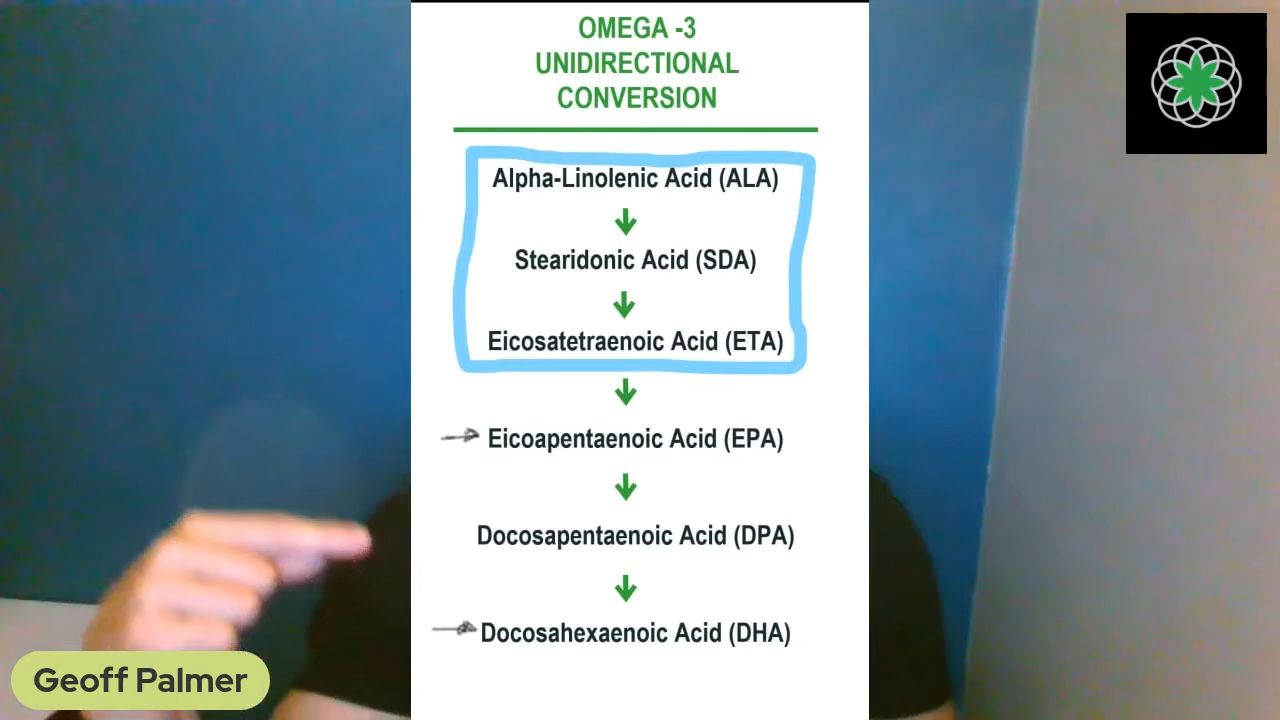 OMEGA -3
UNIDIRECTIONAL
CONVERSION
Alpha-Linolenic Acid (ALA)
Stearidonic Acid (SDA)
Eicosatetraenoic Acid (ETA)
Eicoapentaenoic Acid (EPA)
Docosapentaenoic Acid (DPA)
Docosahexaenoic Acid (DHA)
Geoff Palmer